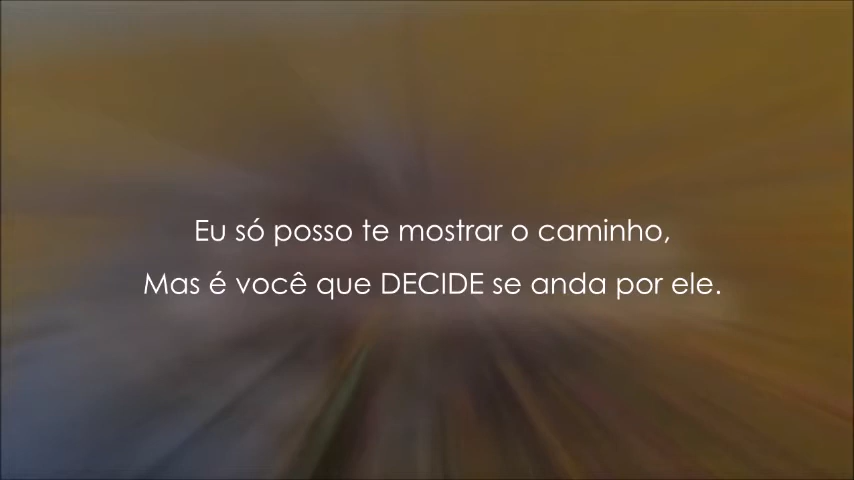 Eu só posso te mostrar o caminho,
Mas é você que DECIDE se anda por ele.